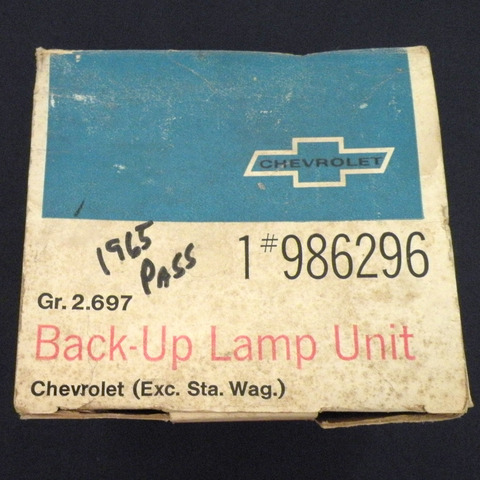 CHEVROLET
1965
PASS
1#986296
Gr. 2.697
Back-Up Lamp Unit
Chevrolet (Exc. Sta. Wag.)